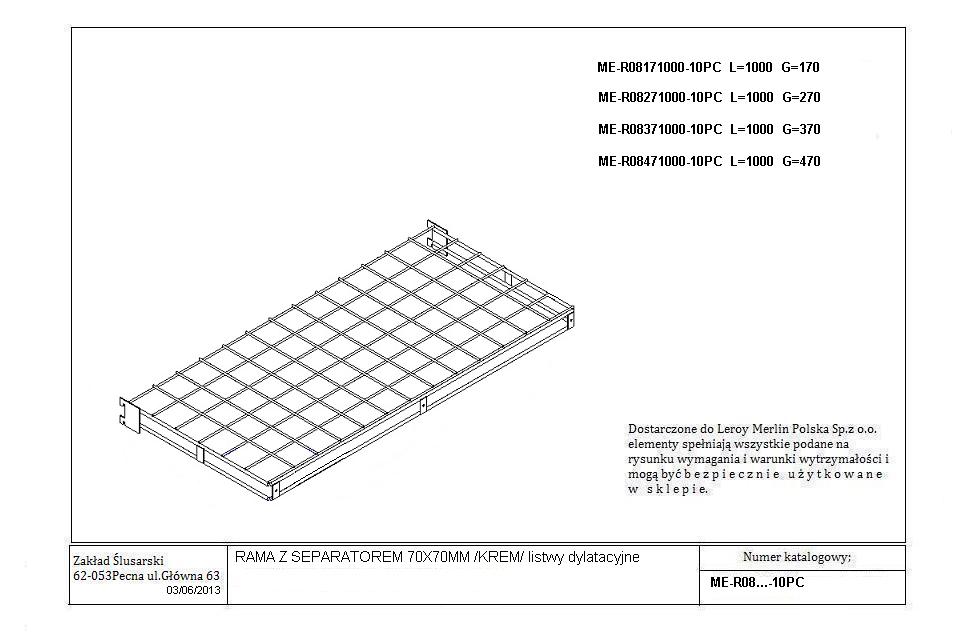 ME-R08171000-10PC L=1000 G=170
ME-R08271000-10PC L=1000 G=270
ME-R08371000-10PC L=1000 G=370
ME-R08471000-10PC L=1000 G=470
Dostarczone do Leroy Merlin Polska Sp.z o.o.
elementy spełniają wszystkie podane na
rysunku wymagania i warunki wytrzymałości i
mogą być b e z p i e c z n i e u ż y t k o w a n e
w s k l e p i e.
Zakład Ślusarski
62-053Pecna ul.Główna 63
03/06/2013
RAMA Z SEPARATOREM 70X70MM /KREM/ listwy dylatacyjne
Numer katalogowy;
ME-R08...-10PC